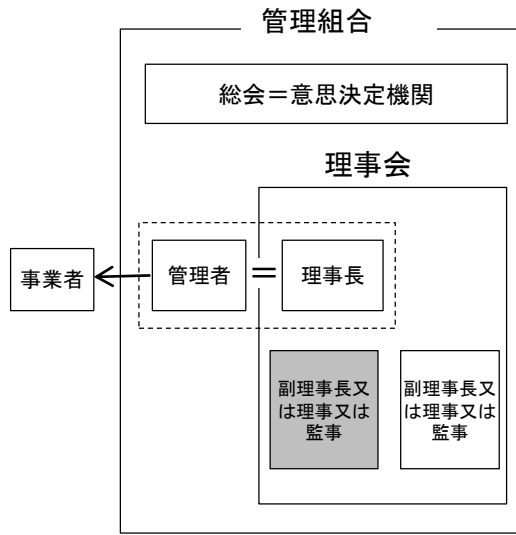 管理組合
総会＝意思決定機関
理事会
事業者
管理者
＝
理事長
副理事長又
は理事又は
監事
副理事長又
は理事又は
監事